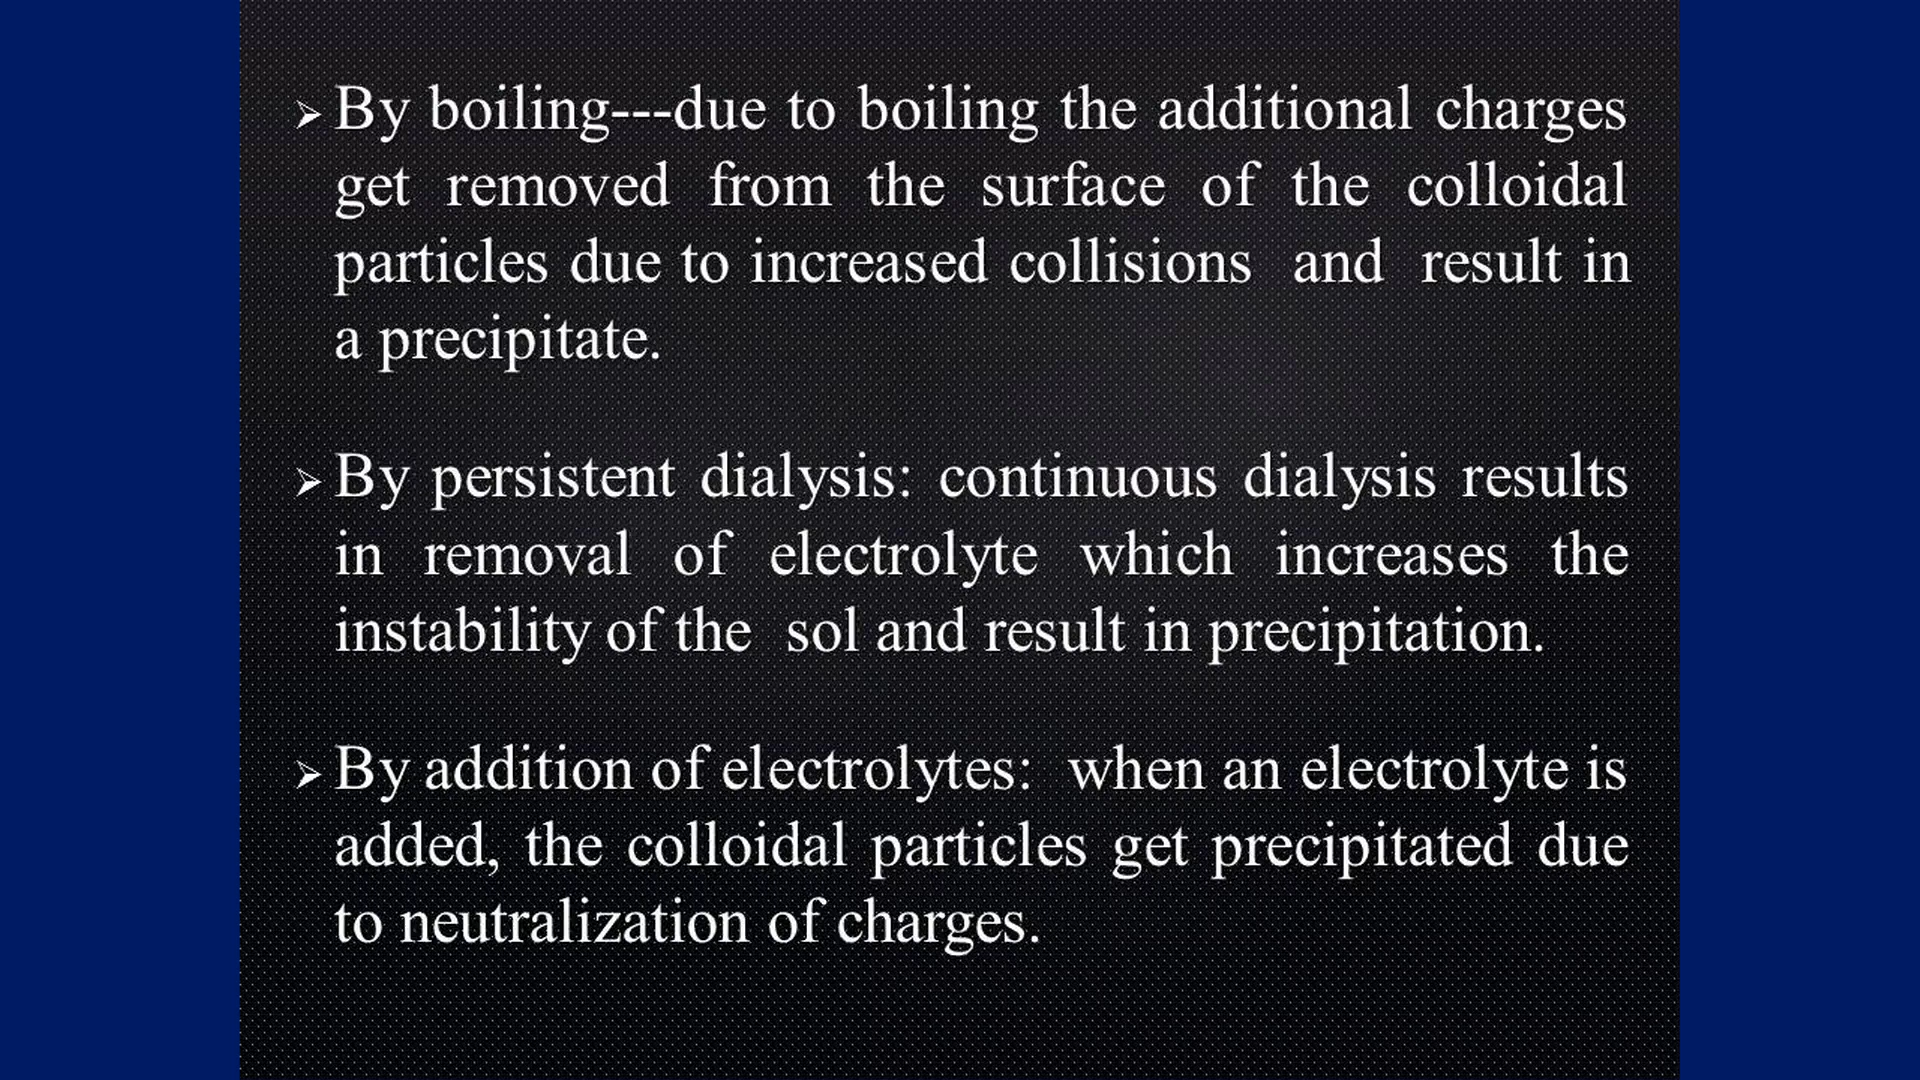 ➢ By boiling---due to boiling the additional charges
get removed from the surface of the colloidal
particles due to increased collisions and result in
a precipitate.
➢ By persistent dialysis: continuous dialysis results
in removal of electrolyte which increases the
instability of the sol and result in precipitation.
➢ By addition of electrolytes: when an electrolyte is
added, the colloidal particles get precipitated due
to neutralization of charges.